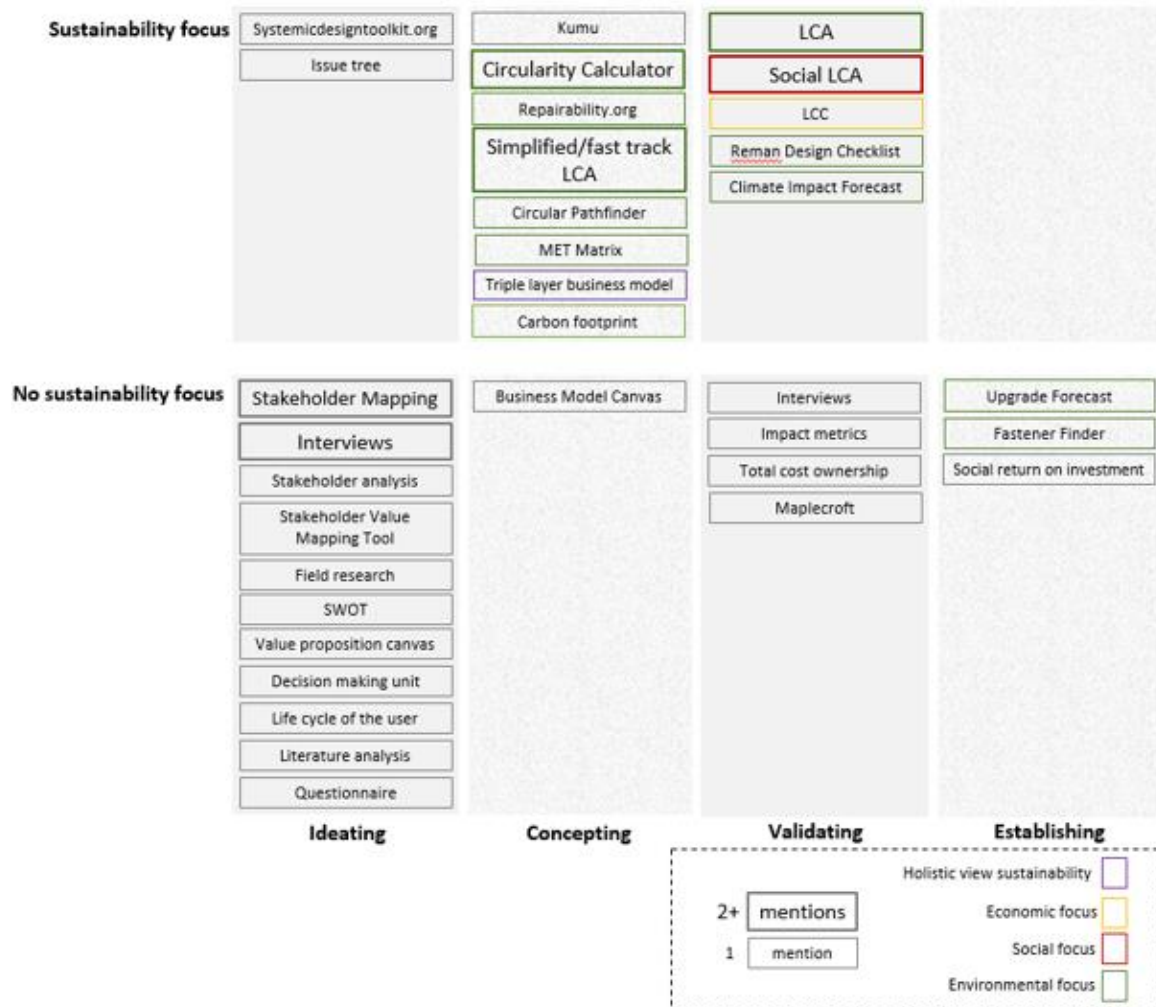 Sustainability focus
Systemicdesigntoolkit.org
Issue tree
Kumu
Circularity Calculator
Repairability.org
Simplified/fast track
LCA
Circular Pathfinder
MET Matrix
Triple layer business model
Carbon footprint
LCA
Social LCA
LCC
Reman Design Checklist
Climate Impact Forecast
No sustainability focus
Stakeholder Mapping
Interviews
Stakeholder analysis
Stakeholder Value
Mapping Tool
Field research
SWOT
Value proposition canvas
Decision making unit
Life cycle of the user
Literature analysis
Questionnaire
Business Model Canvas
Interviews
Impact metrics
Total cost ownership
Maplecroft
Upgrade Forecast
Fastener Finder
Social return on investment
Ideating
Concepting
Validating
Establishing
2+ mentions
1 mention
Holistic view sustainability
Economic focus
Social focus
Environmental focus